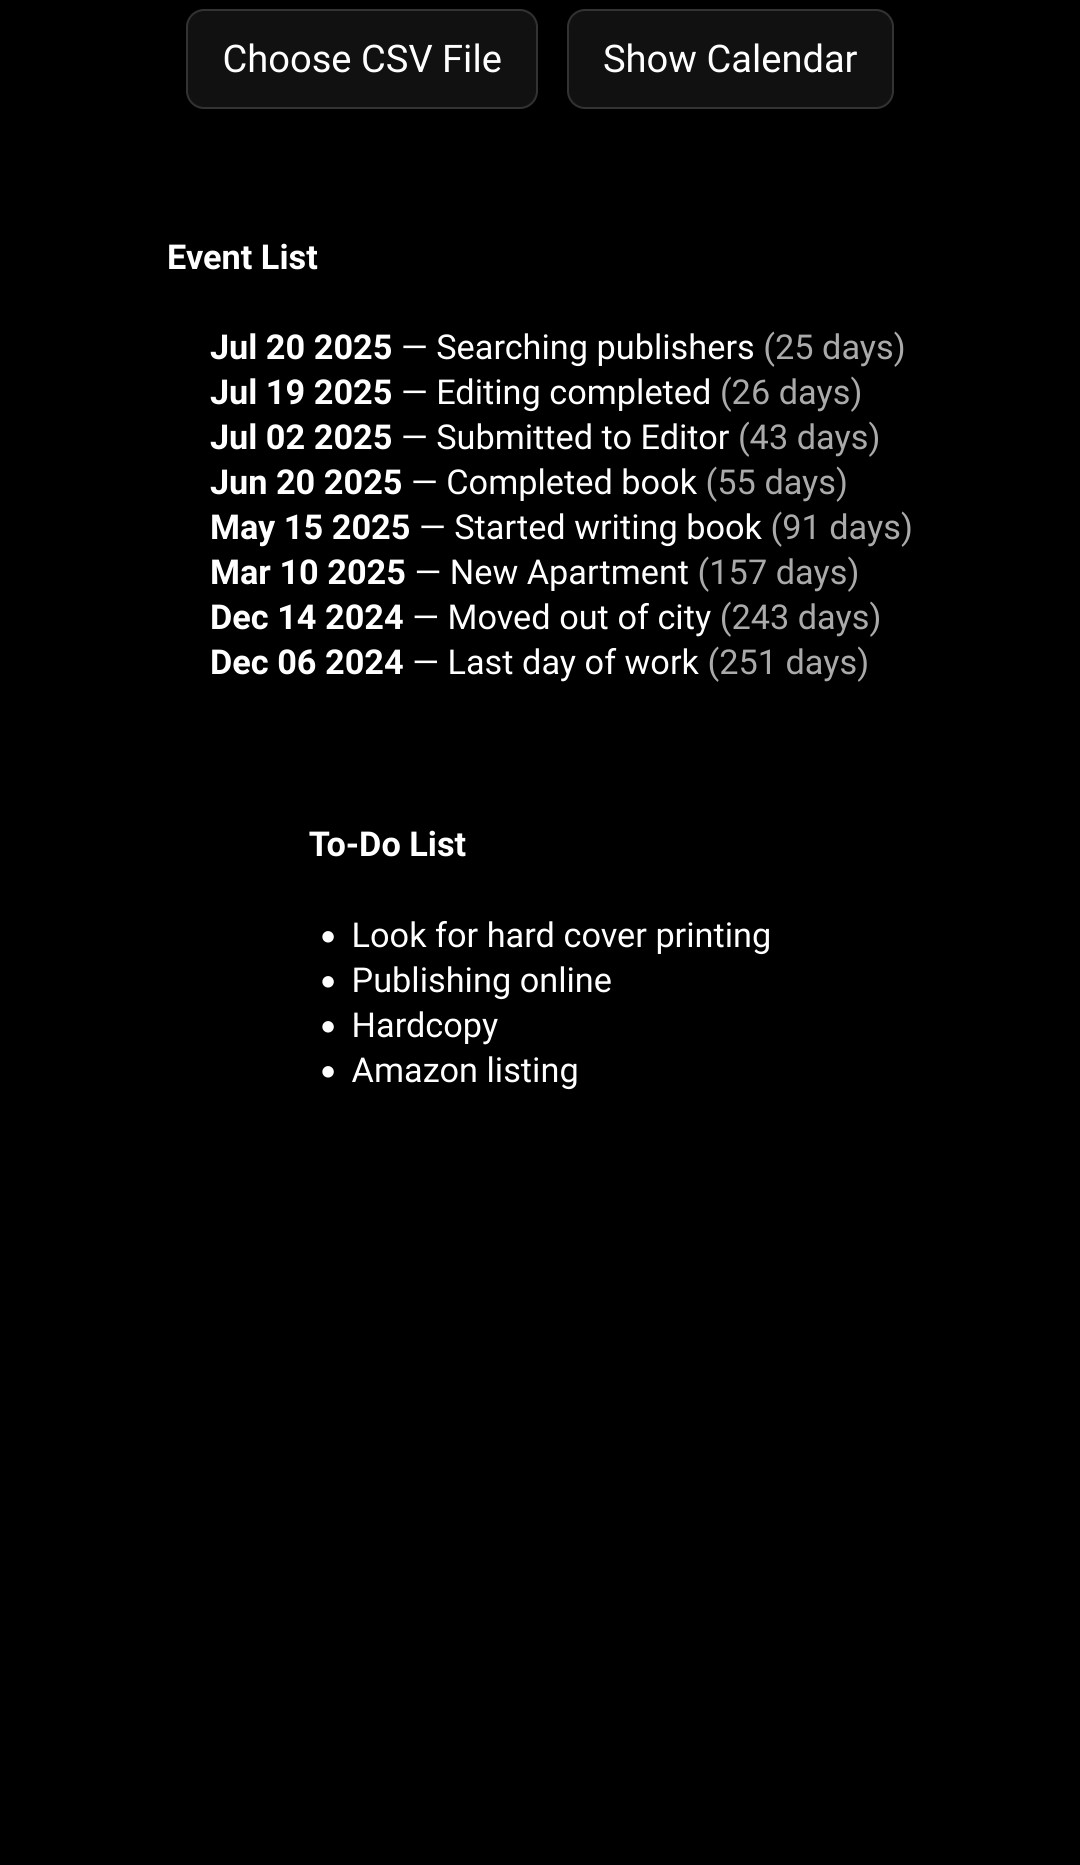 Choose CSV File
Show Calendar
Event List
Jul 20 2025 — Searching publishers (25 days)
Jul 19 2025 — Editing completed (26 days)
Jul 02 2025 — Submitted to Editor (43 days)
Jun 20 2025 — Completed book (55 days)
May 15 2025 — Started writing book (91 days)
Mar 10 2025 — New Apartment (157 days)
Dec 14 2024 — Moved out of city (243 days)
Dec 06 2024 — Last day of work (251 days)
To-Do List
• Look for hard cover printing
• Publishing online
• Hardcopy
• Amazon listing